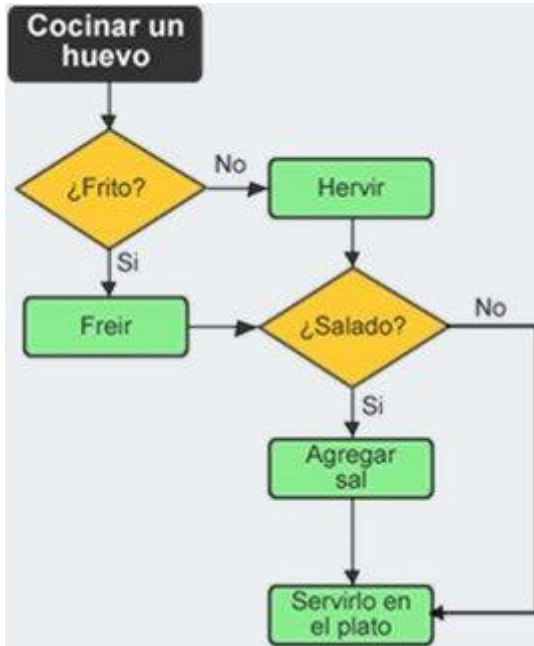 Cocinar un
huevo
¿Frito?
No
Hervir
Si
Freir
¿Salado?
No
Si
Agregar
sal
Servirlo en
el plato